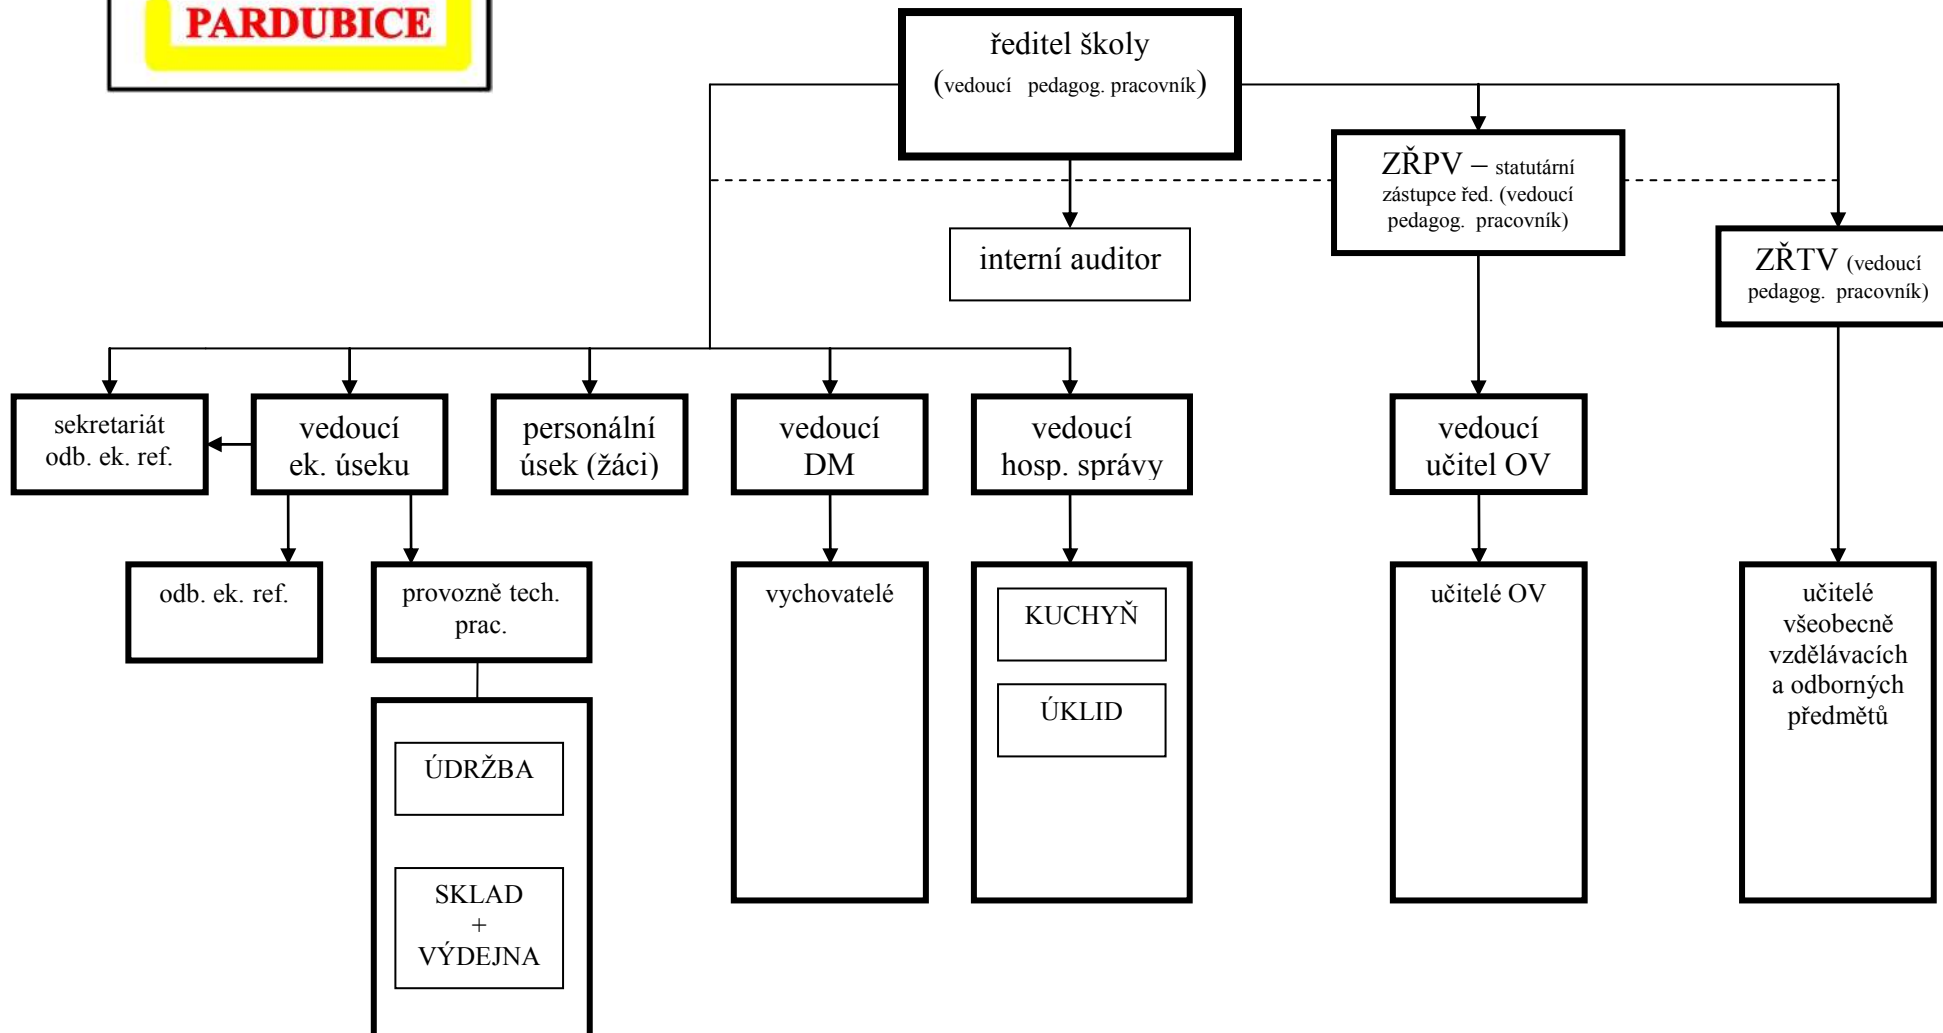 PARDUBICE
ředitel školy
(vedoucí pedagog. pracovník)
ZŘPV – statutární
zástupce řed. (vedoucí
pedagog. pracovník)
interní auditor
ZŘTV (vedoucí
pedagog. pracovník)
sekretariát
odb. ek. ref.
vedoucí
ek. úseku
personální
úsek (žáci)
vedoucí
DM
vedoucí
hosp. správy
vedoucí
učitel OV
odb. ek. ref.
provozně tech.
prac.
vychovatelé
KUCHYŇ
ÚKLID
učitelé OV
učitelé
všeobecně
vzdělávacích
a odborných
předmětů
ÚDRŽBA
SKLAD
+
VÝDEJNA